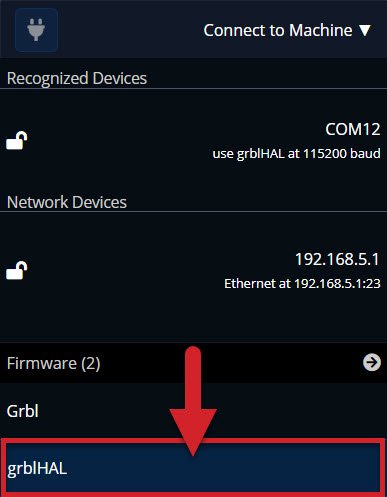 Connect to Machine ▼
Recognized Devices
COM12
use grblHAL at 115200 baud
Network Devices
192.168.5.1
Ethernet at 192.168.5.1:23
Firmware (2)
Grbl
grblHAL